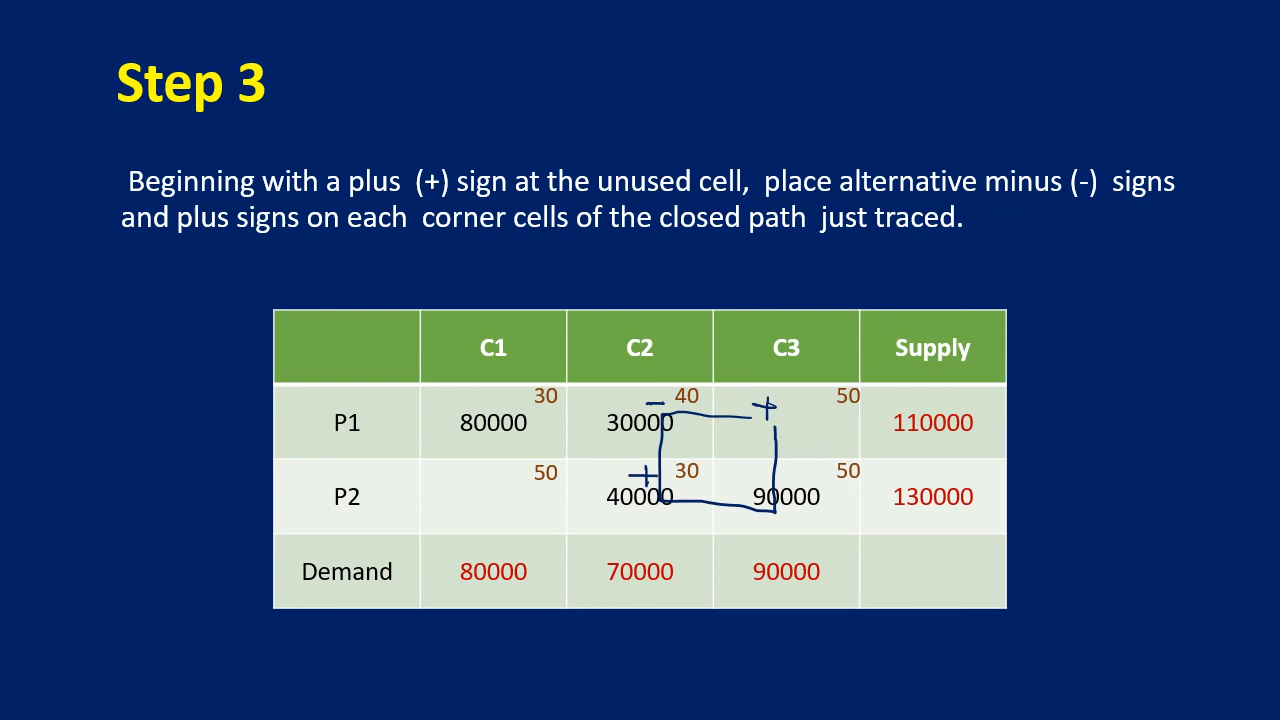 Step 3
Beginning with a plus (+) sign at the unused cell, place alternative minus (-) signs
and plus signs on each corner cells of the closed path just traced.
C1 C2 C3 Supply
30 - 40 + 50
P1 80000 30000 110000
50 + 30 50
P2 40000 90000 130000
Demand 80000 70000 90000